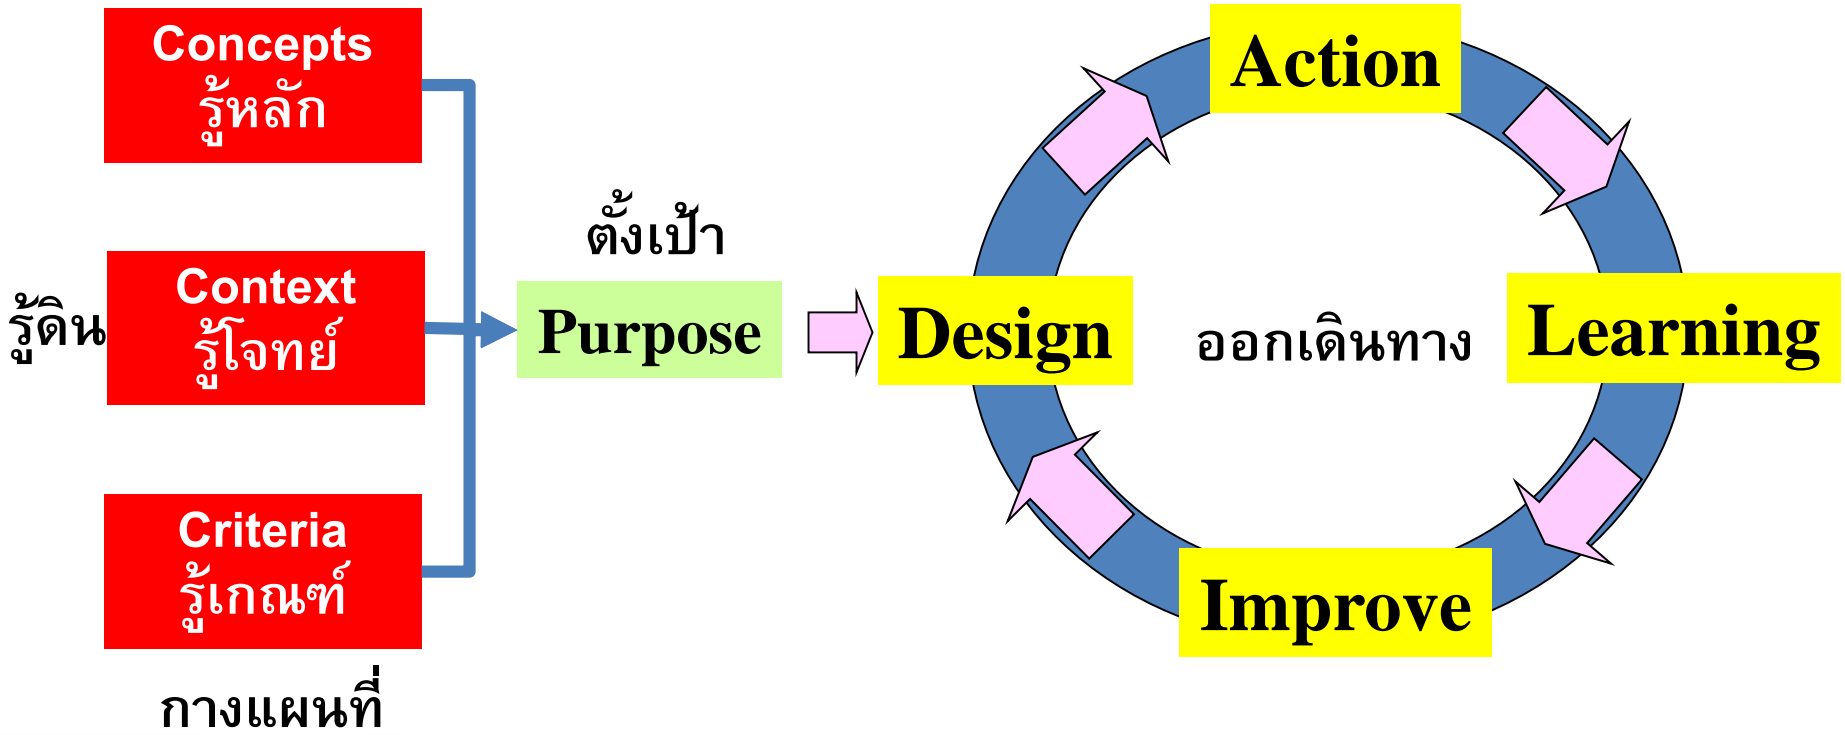 Concepts
รู้หลัก
รู้ดิน
Context
รู้โจทย์
Criteria
รู้เกณฑ์
กางแผนที่
ตั้งเป้า
Purpose
Action
Design
ออกเดินทาง
Learning
Improve